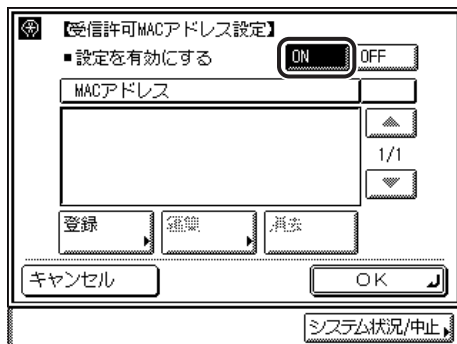 【受信許可MACアドレス設定】
■設定を有効にする ON OFF
MACアドレス
1/1
登録 編集 消去
キャンセル OK
システム状況/中止